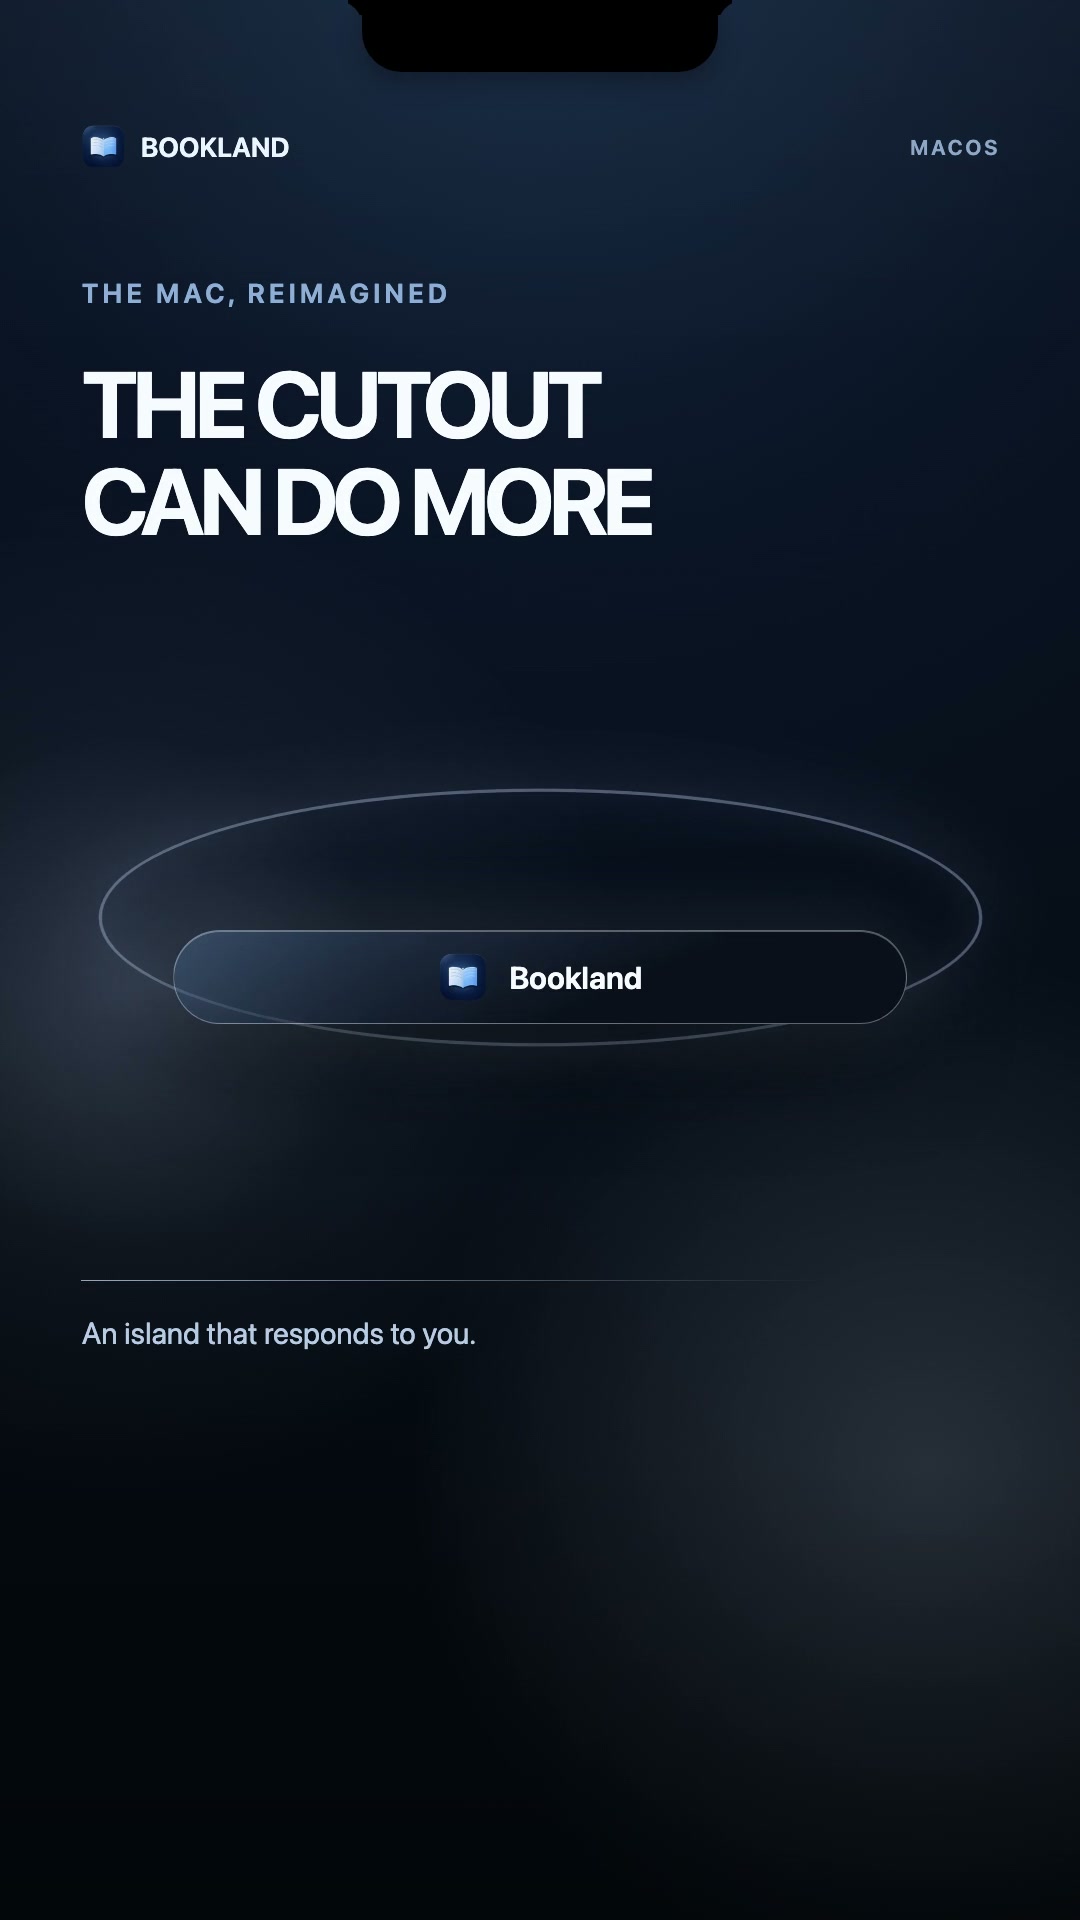 BOOKLAND
MACOS
THE MAC, REIMAGINED
THE CUTOUT
CAN DO MORE
Bookland
An island that responds to you.